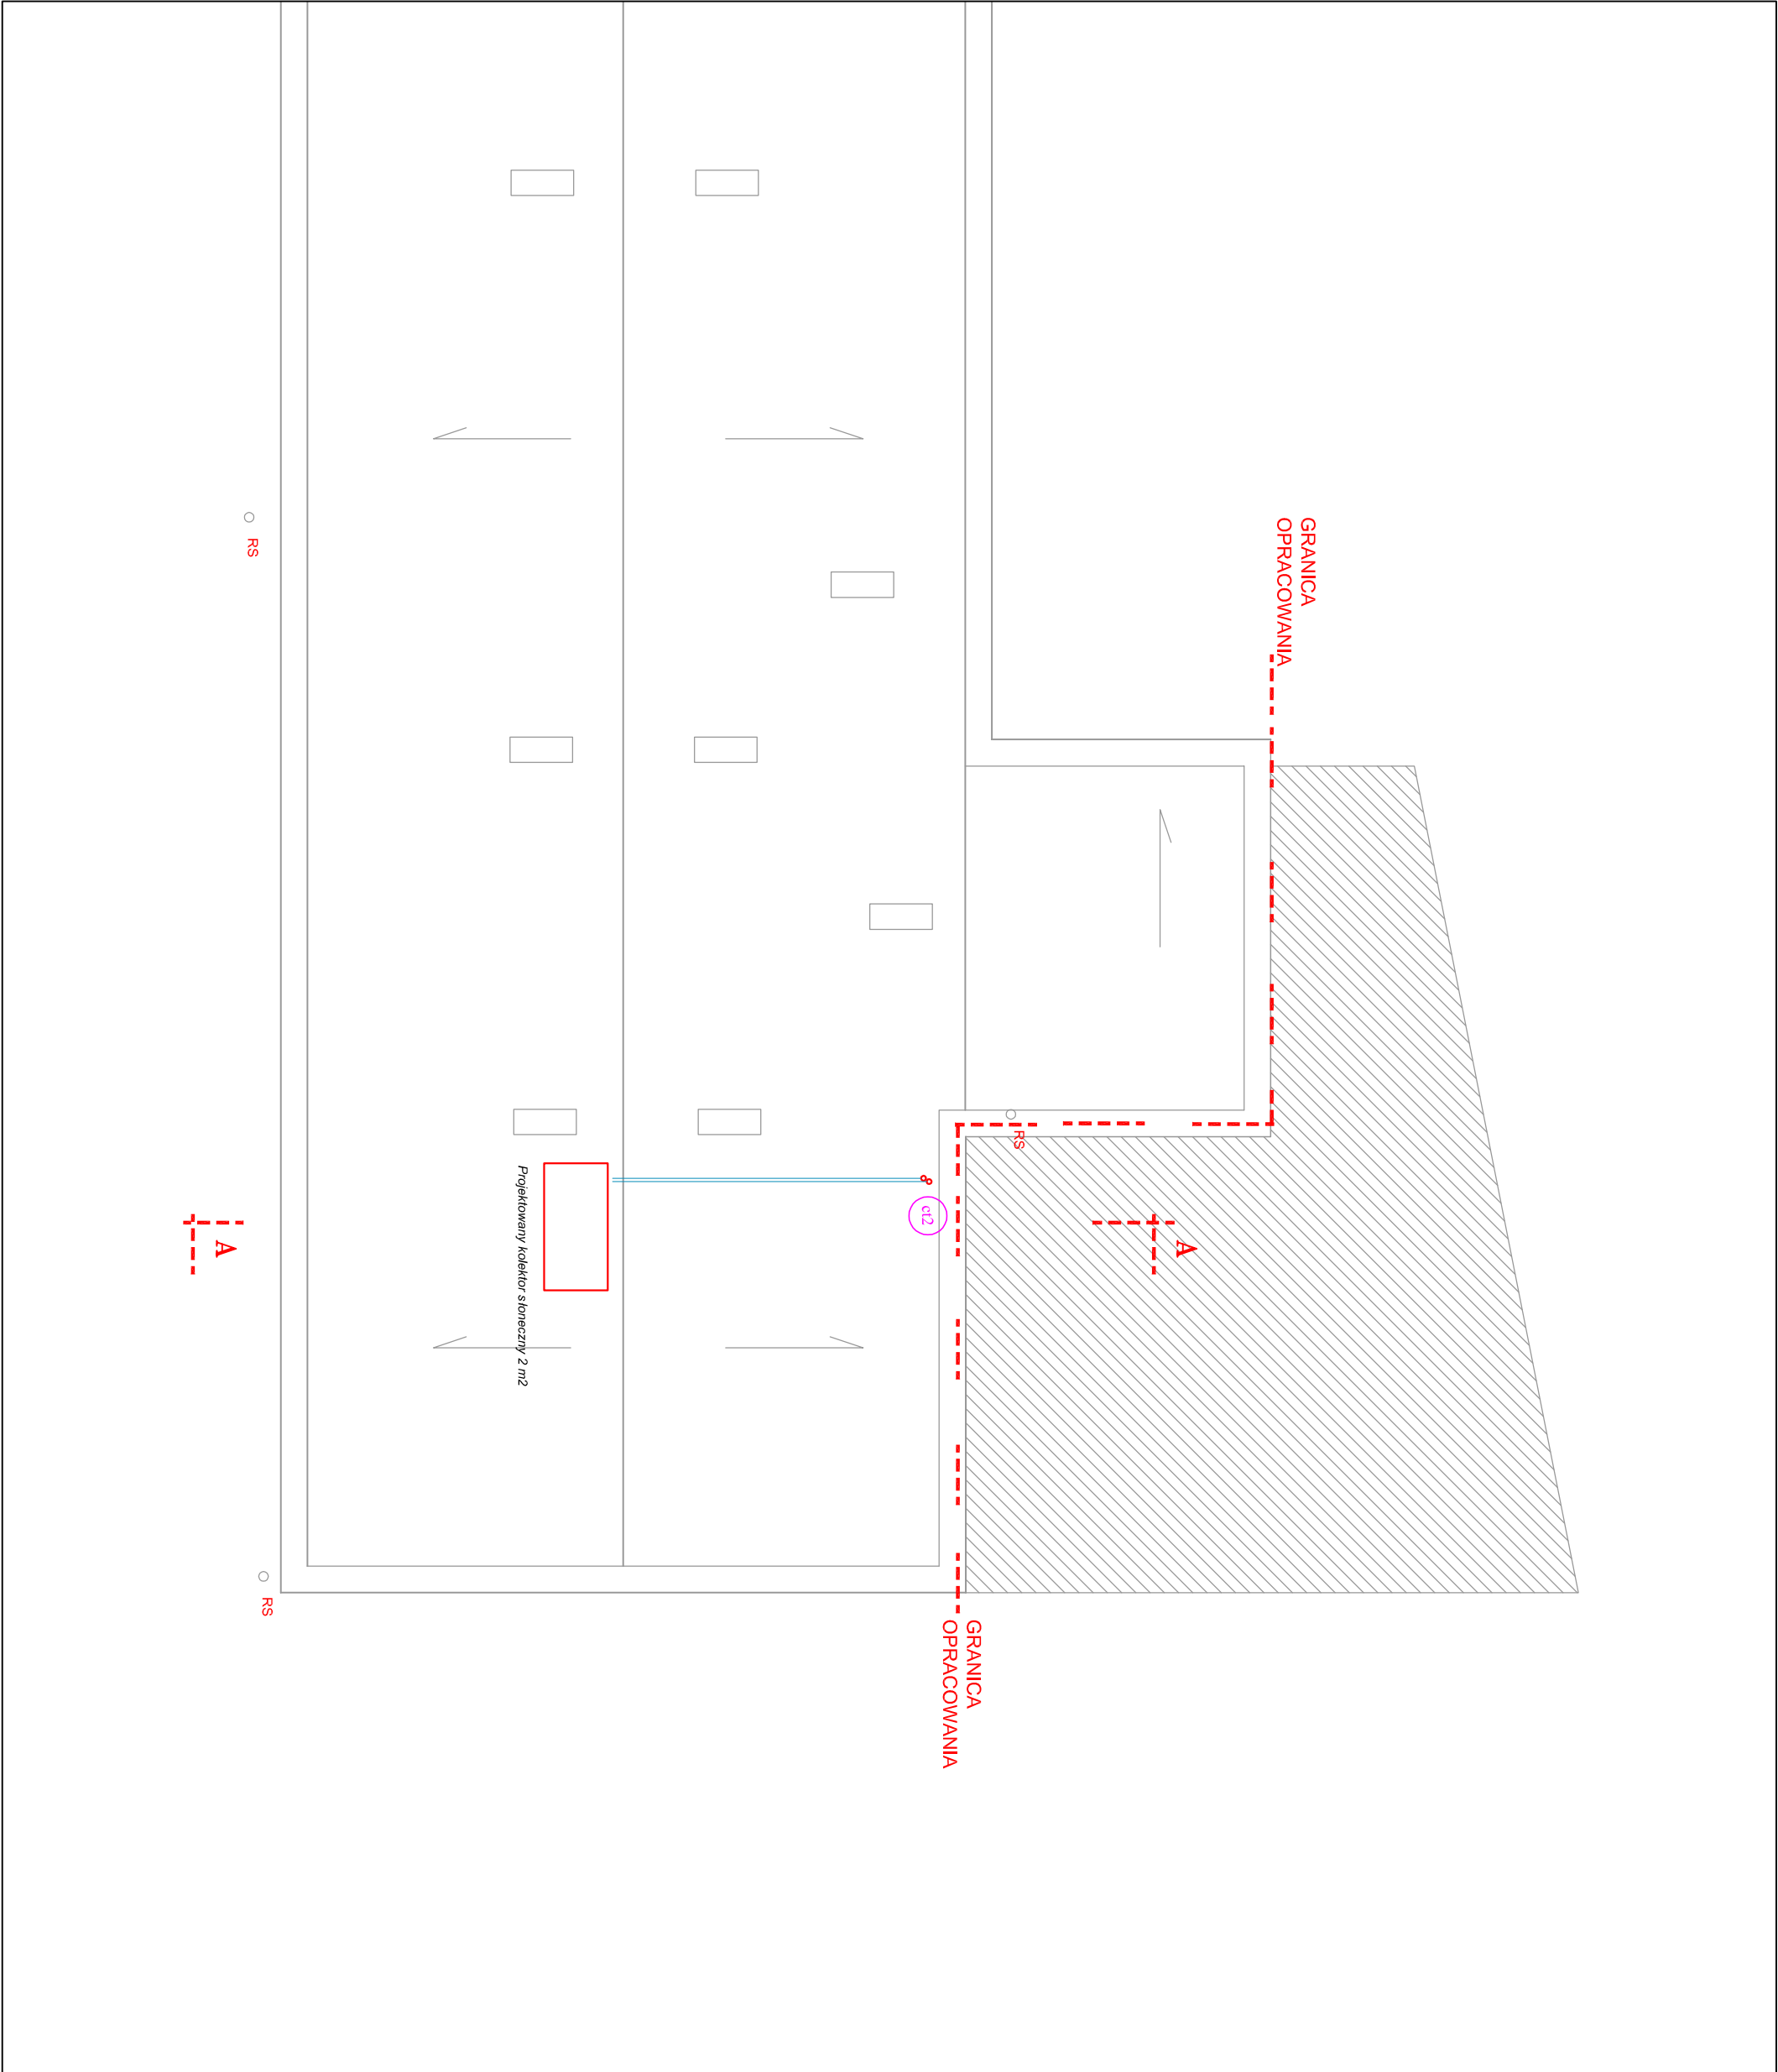 GRANICA
OPRACOWANIA
RS
RS
ct2
Projektowany kolektor słoneczny 2 m2
A
A
RS
GRANICA
OPRACOWANIA